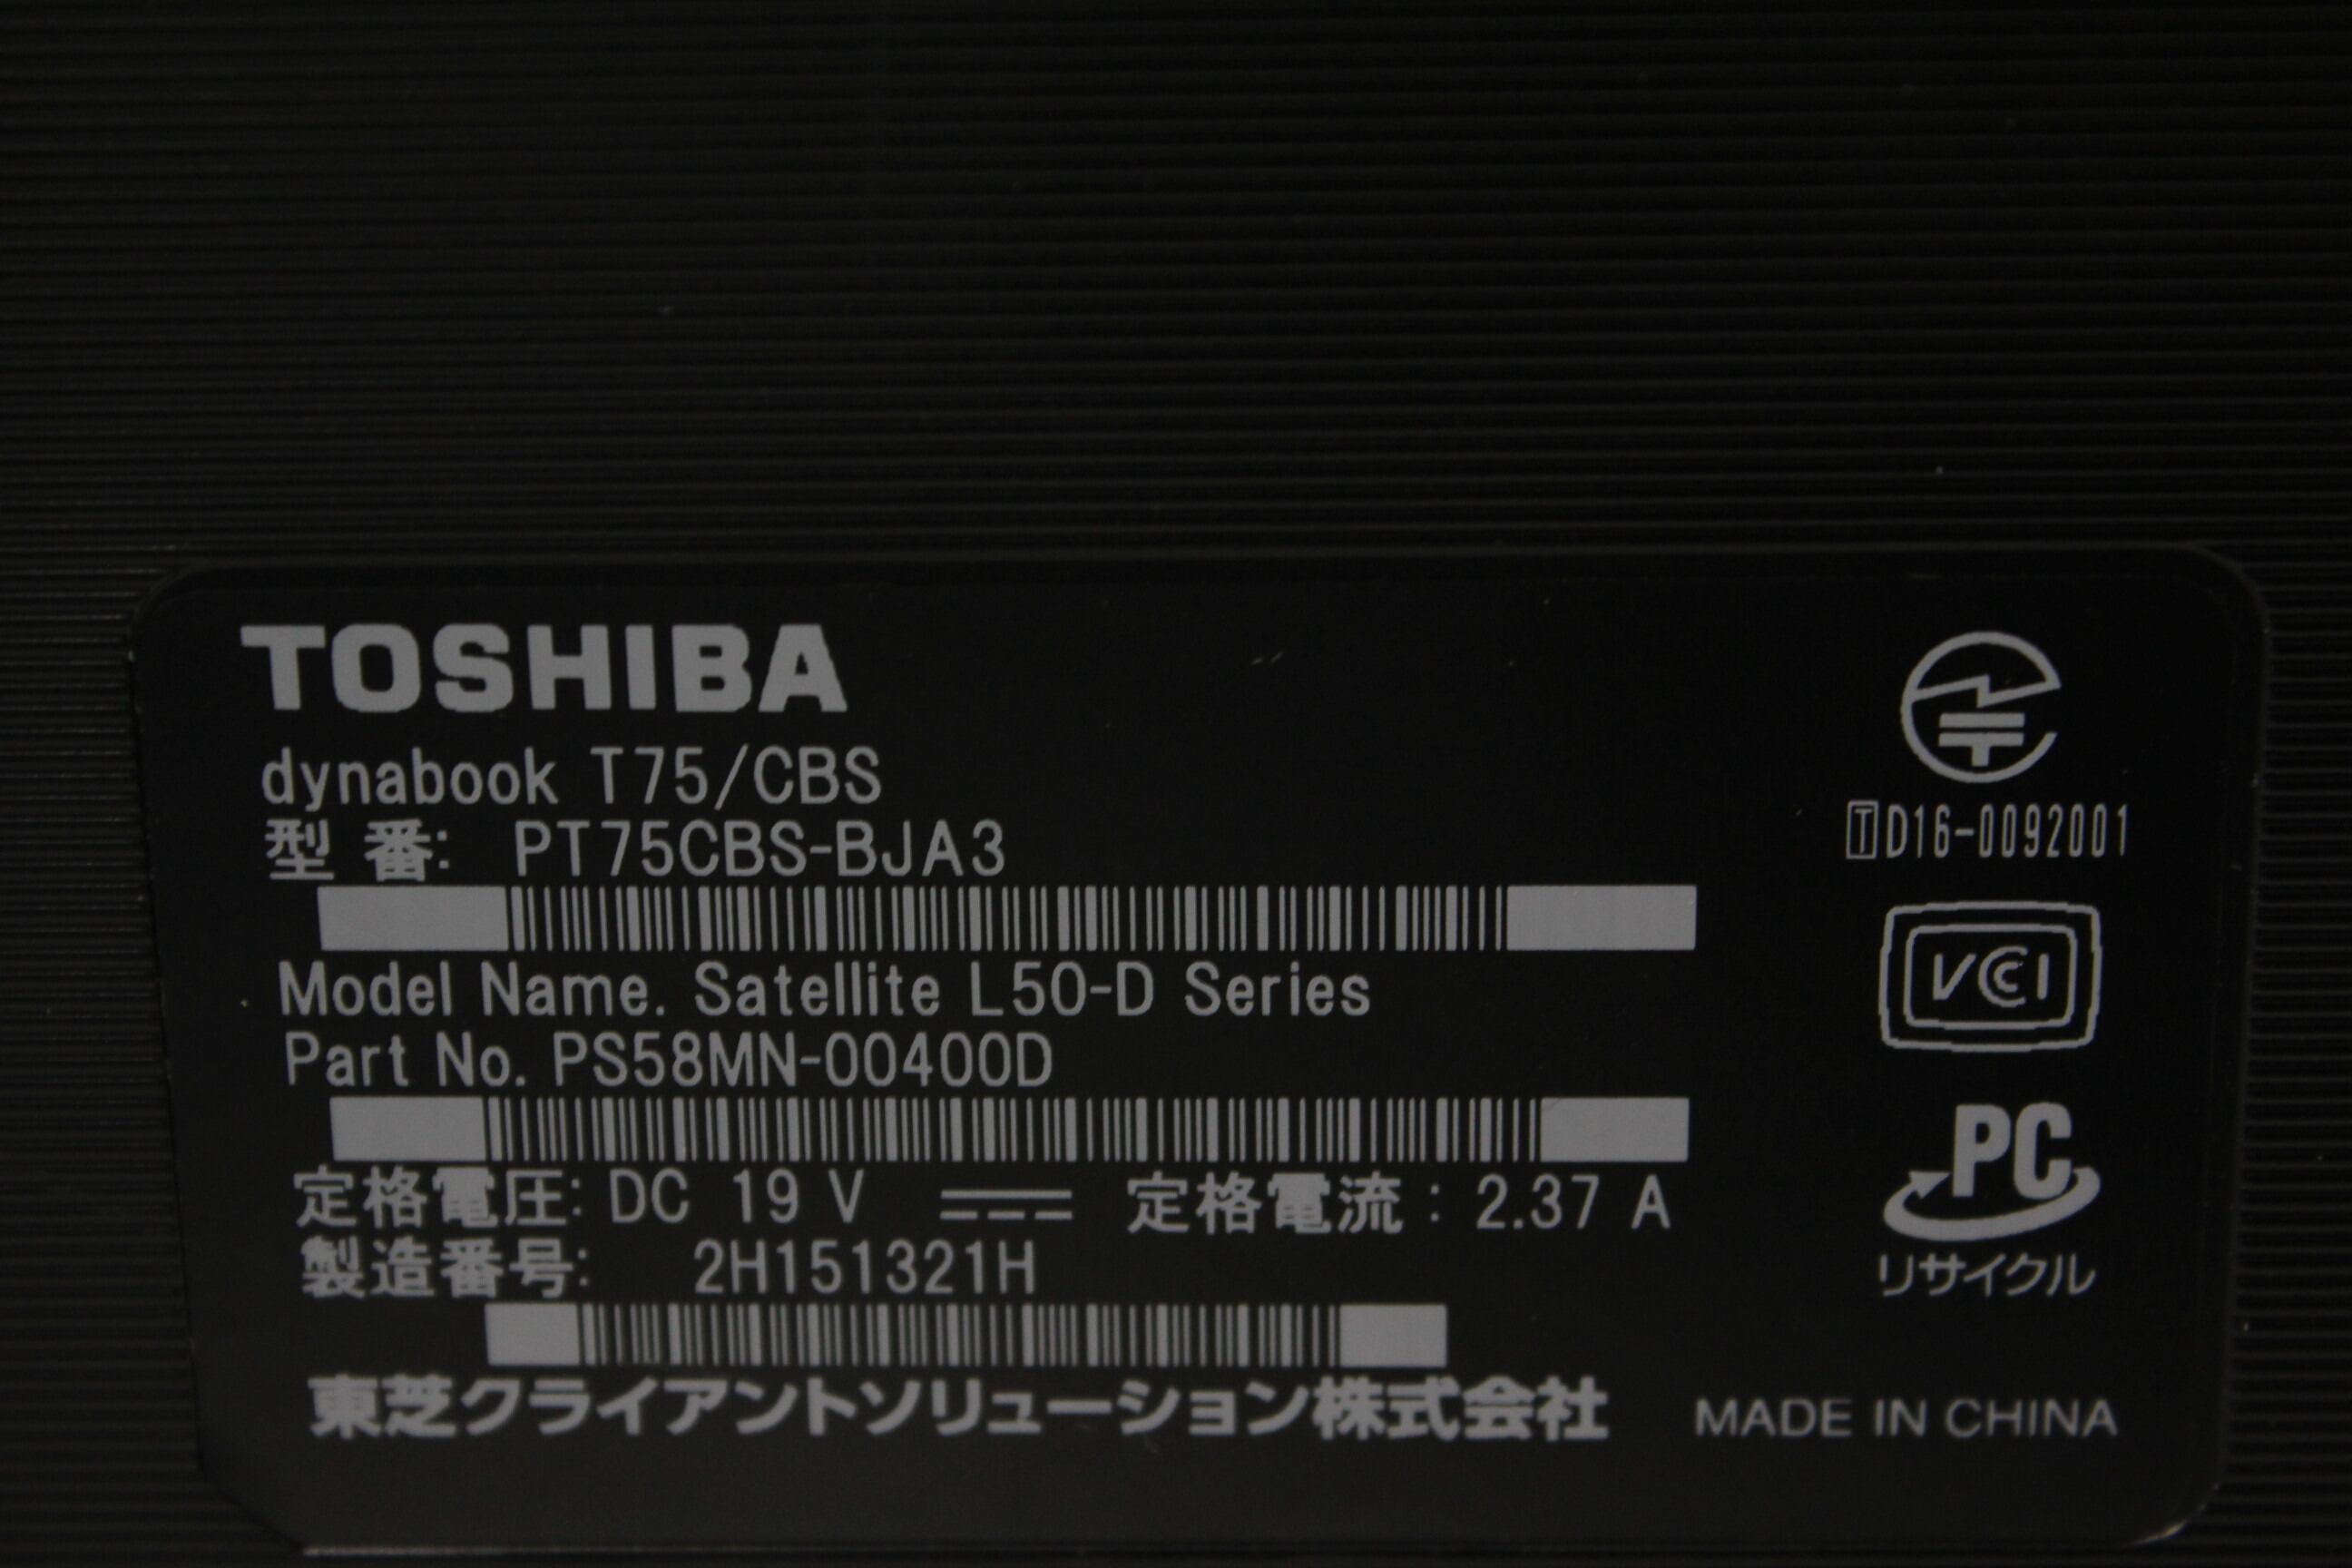 TOSHIBA
dynabook T75/CBS
型 番: PT75CBS-BJA3
Model Name. Satellite L50-D Series
Part No. PS58MN-00400D
定格電圧: DC 19 V ⎓ 定格電流: 2.37 A
製造番号: 2H151321H
東芝クライアントソリューション株式会社
T D16-0092001
VCCI
PC
リサイクル
MADE IN CHINA